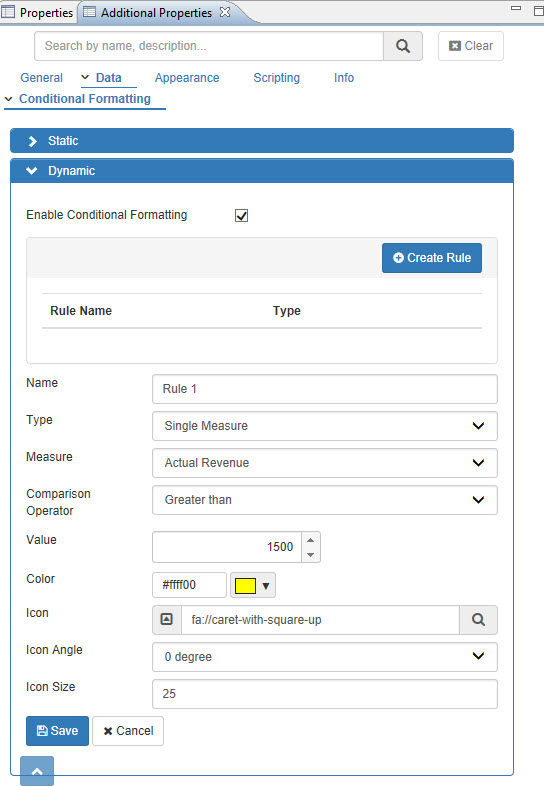 Properties Additional Properties
Search by name, description... Clear
General Data Appearance Scripting Info
Conditional Formatting
Static
Dynamic
Enable Conditional Formatting
Create Rule
Rule Name Type
Name Rule 1
Type Single Measure
Measure Actual Revenue
Comparison
Operator
Greater than
Value 1500
Color #ffff00
Icon fa://caret-with-square-up
Icon Angle 0 degree
Icon Size 25
Save Cancel